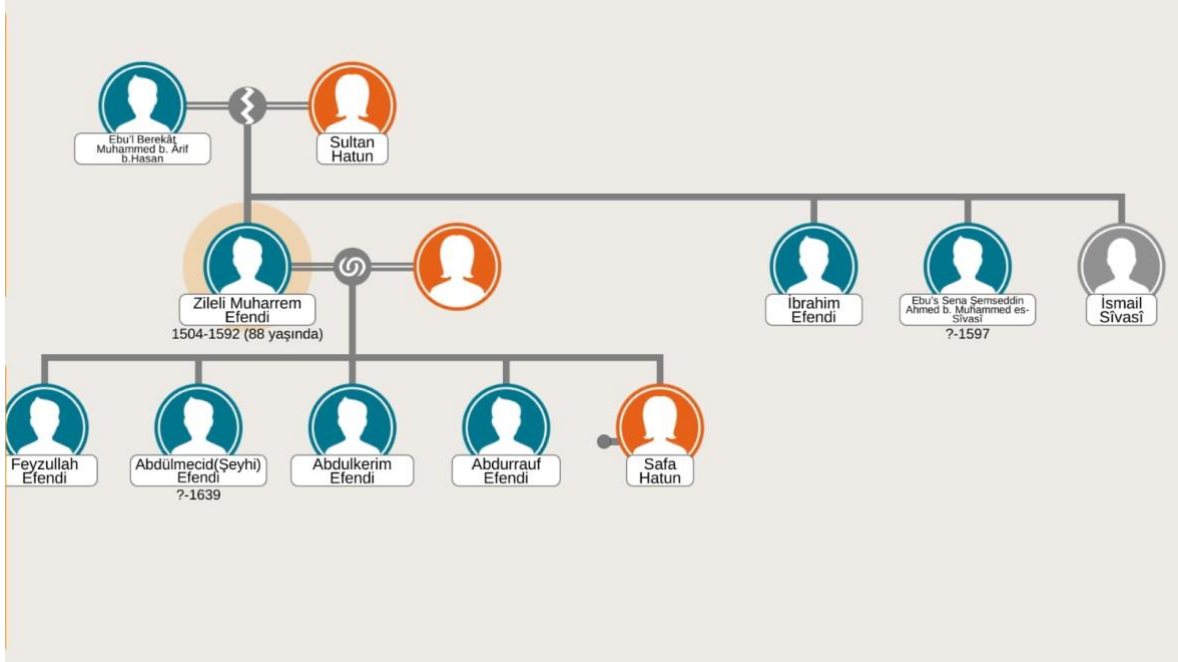 Ebu'l Berekât
Muhammed b. Ârif
b.Hasan
Sultan
Hatun
Zileli Muharrem
Efendi
1504-1592 (88 yaşında)
İbrahim
Efendi
Ebu's Sena Şemseddin
Ahmed b. Muhammed es-
Sîvasî
?-1597
İsmail
Sîvasî
Feyzullah
Efendi
Abdülmecid(Şeyhi)
Efendi
?-1639
Abdulkerim
Efendi
Abdurrauf
Efendi
Safa
Hatun